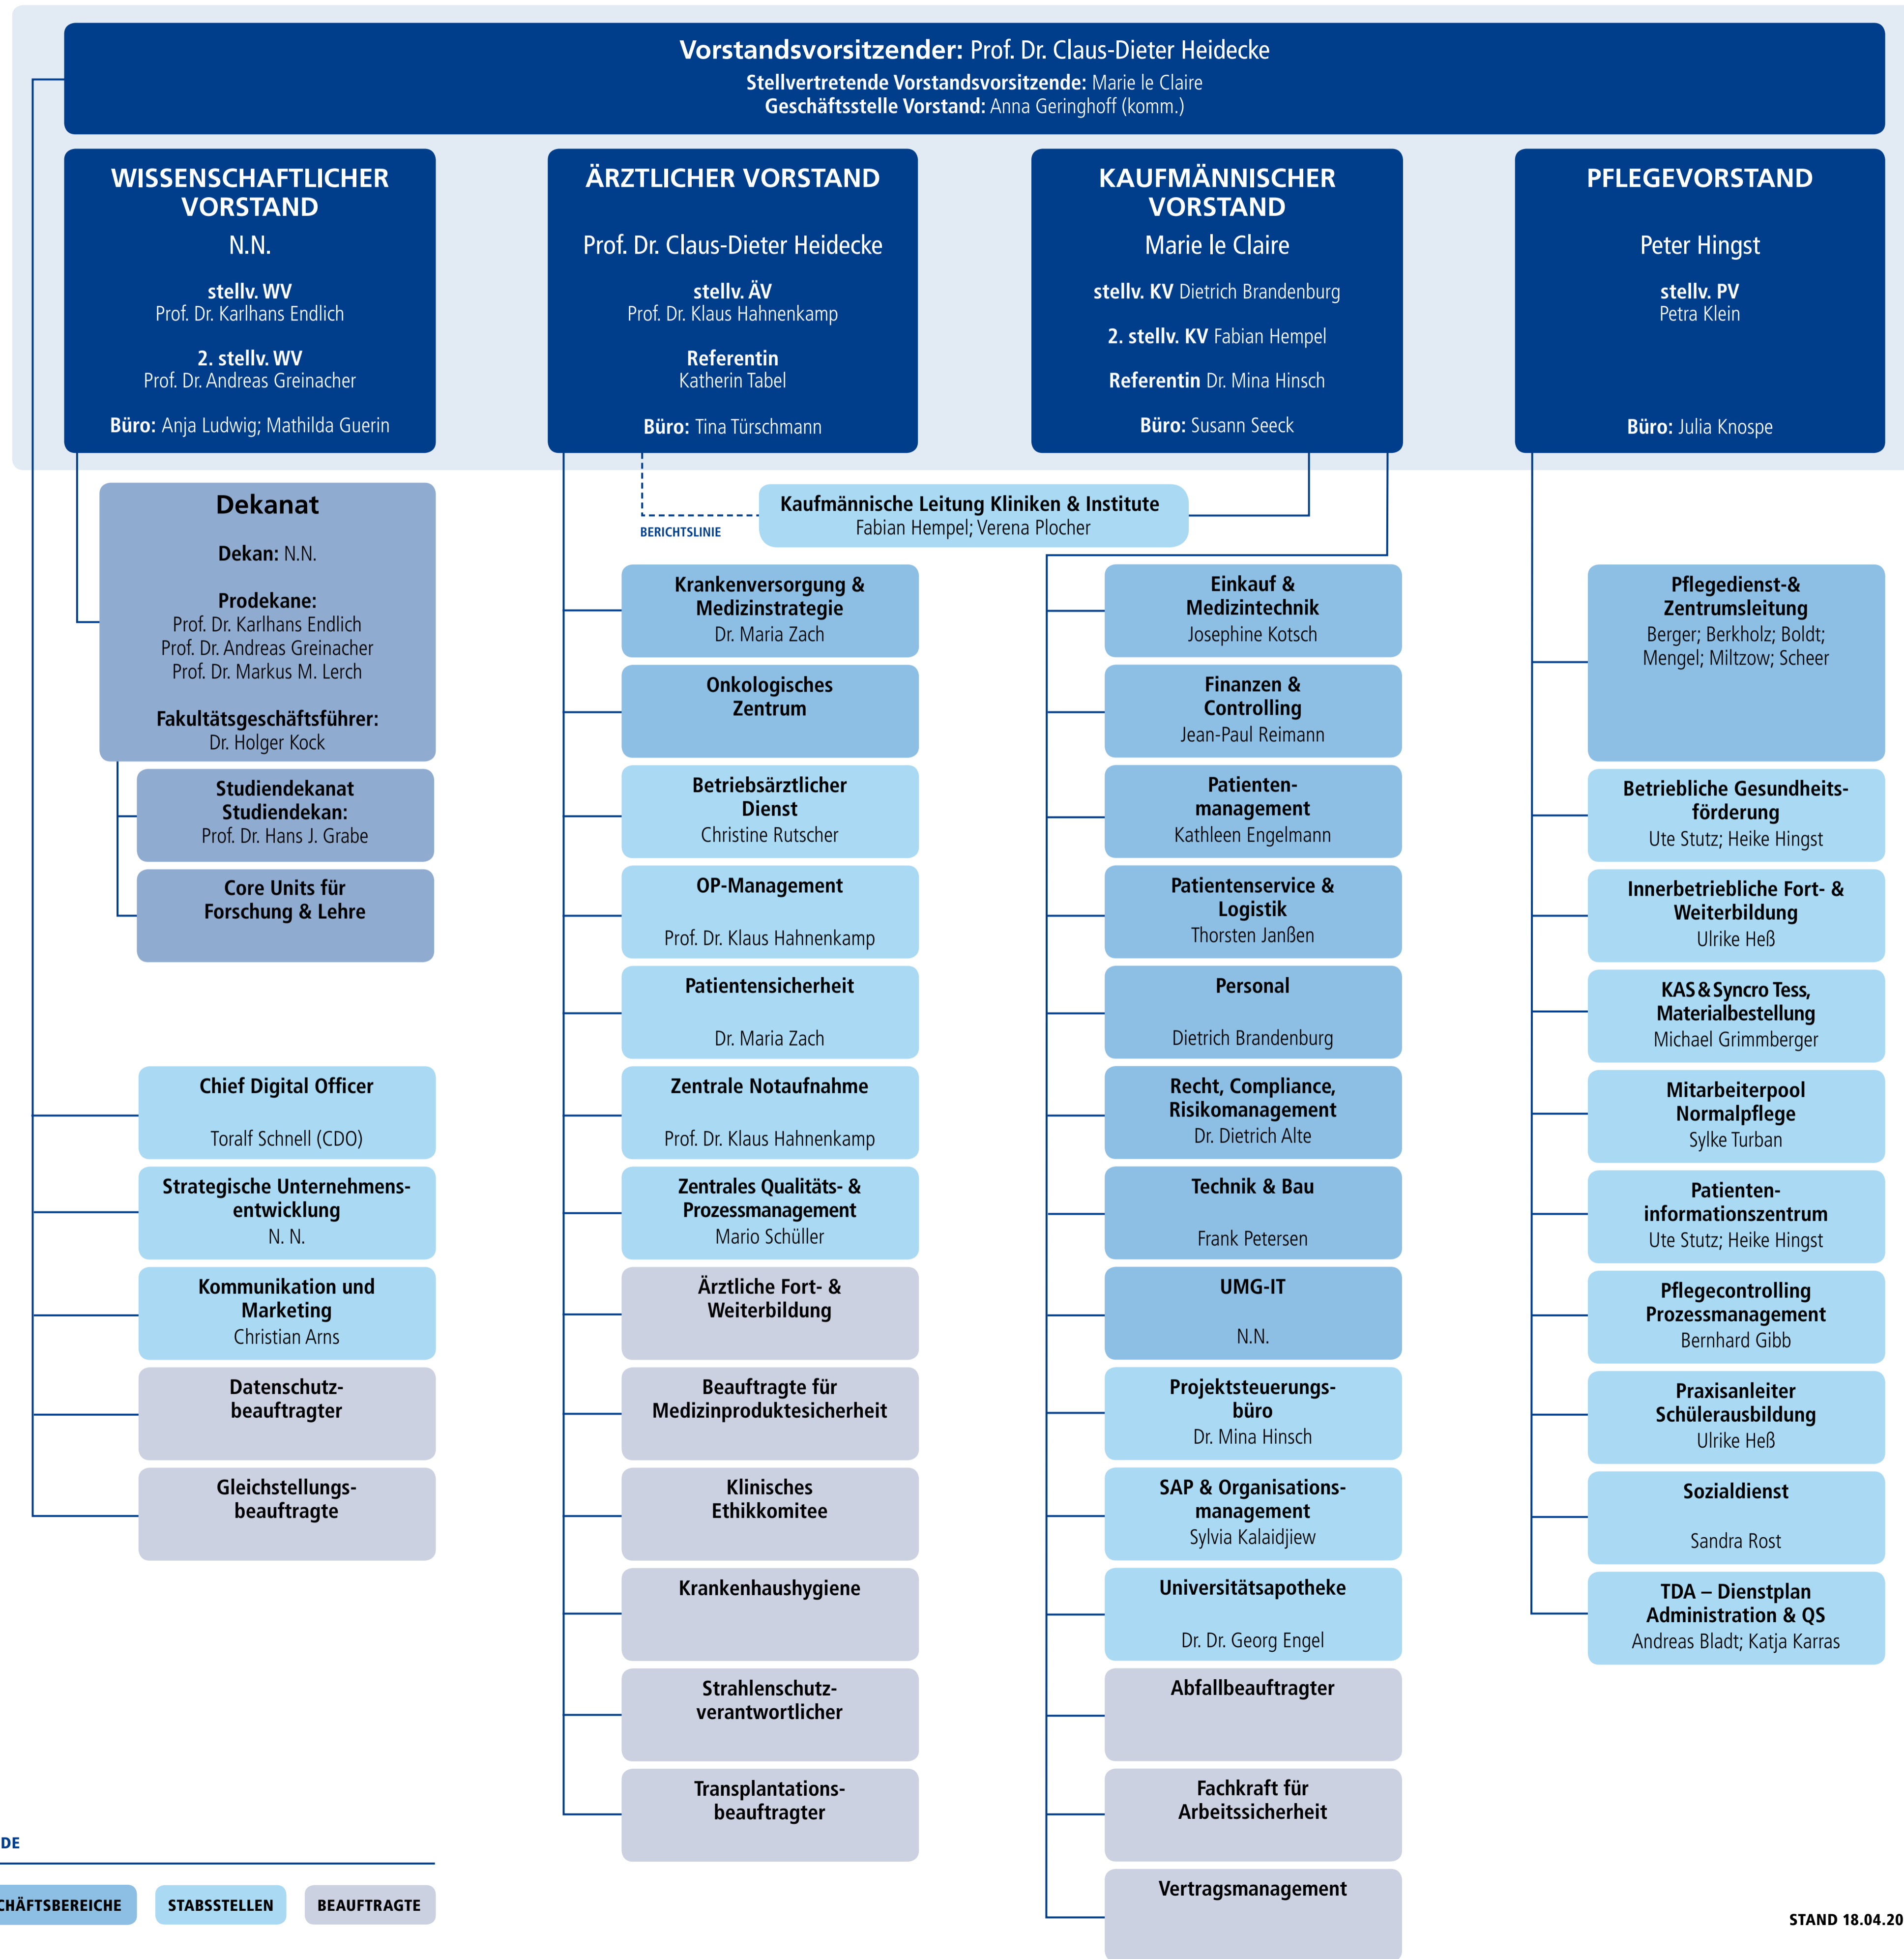 Vorstandsvorsitzender: Prof. Dr. Claus-Dieter Heidecke
Stellvertretende Vorstandsvorsitzende: Marie le Claire
Geschäftsstelle Vorstand: Anna Geringhoff (komm.)
WISSENSCHAFTLICHER
VORSTAND
N.N.
stellv. WV
Prof. Dr. Karlhans Endlich
2. stellv. WV
Prof. Dr. Andreas Greinacher
Büro: Anja Ludwig; Mathilda Guerin
ÄRZTLICHER VORSTAND
Prof. Dr. Claus-Dieter Heidecke
stellv. ÄV
Prof. Dr. Klaus Hahnenkamp
Referentin
Katherin Tabel
Büro: Tina Türschmann
KAUFMÄNNISCHER
VORSTAND
Marie le Claire
stellv. KV Dietrich Brandenburg
2. stellv. KV Fabian Hempel
Referentin Dr. Mina Hinsch
Büro: Susann Seeck
PFLEGEVORSTAND
Peter Hingst
stellv. PV
Petra Klein
Büro: Julia Knospe
Dekanat
Dekan: N.N.
Prodekane:
Prof. Dr. Karlhans Endlich
Prof. Dr. Andreas Greinacher
Prof. Dr. Markus M. Lerch
Fakultätsgeschäftsführer:
Dr. Holger Kock
Studiendekanat
Studiendekan:
Prof. Dr. Hans J. Grabe
Core Units für
Forschung & Lehre
Chief Digital Officer
Toralf Schnell (CDO)
Strategische Unternehmens-
entwicklung
N. N.
Kommunikation und
Marketing
Christian Arns
Datenschutz-
beauftragter
Gleichstellungs-
beauftragte
BERICHTSLINIE
Kaufmännische Leitung Kliniken & Institute
Fabian Hempel; Verena Plocher
Krankenversorgung &
Medizinstrategie
Dr. Maria Zach
Onkologisches
Zentrum
Betriebsärztlicher
Dienst
Christine Rutscher
OP-Management
Prof. Dr. Klaus Hahnenkamp
Patientensicherheit
Dr. Maria Zach
Zentrale Notaufnahme
Prof. Dr. Klaus Hahnenkamp
Zentrales Qualitäts- &
Prozessmanagement
Mario Schüller
Ärztliche Fort- &
Weiterbildung
Beauftragte für
Medizinproduktesicherheit
Klinisches
Ethikkomitee
Krankenhaushygiene
Strahlenschutz-
verantwortlicher
Transplantations-
beauftragter
Einkauf &
Medizintechnik
Josephine Kotsch
Finanzen &
Controlling
Jean-Paul Reimann
Patienten-
management
Kathleen Engelmann
Patientenservice &
Logistik
Thorsten Janßen
Personal
Dietrich Brandenburg
Recht, Compliance,
Risikomanagement
Dr. Dietrich Alte
Technik & Bau
Frank Petersen
UMG-IT
N.N.
Projektsteuerungs-
büro
Dr. Mina Hinsch
SAP & Organisations-
management
Sylvia Kalaidjiew
Universitätsapotheke
Dr. Dr. Georg Engel
Abfallbeauftragter
Fachkraft für
Arbeitssicherheit
Vertragsmanagement
Pflegedienst-&
Zentrumsleitung
Berger; Berkholz; Boldt;
Mengel; Miltzow; Scheer
Betriebliche Gesundheits-
förderung
Ute Stutz; Heike Hingst
Innerbetriebliche Fort- &
Weiterbildung
Ulrike Heß
KAS & Syncro Tess,
Materialbestellung
Michael Grimmberger
Mitarbeiterpool
Normalpflege
Sylke Turban
Patienten-
informationszentrum
Ute Stutz; Heike Hingst
Pflegecontrolling
Prozessmanagement
Bernhard Gibb
Praxisanleiter
Schülerausbildung
Ulrike Heß
Sozialdienst
Sandra Rost
TDA – Dienstplan
Administration & QS
Andreas Bladt; Katja Karras
DE
CHÄFTSBEREICHE
STABSSTELLEN
BEAUFTRAGTE
STAND 18.04.20